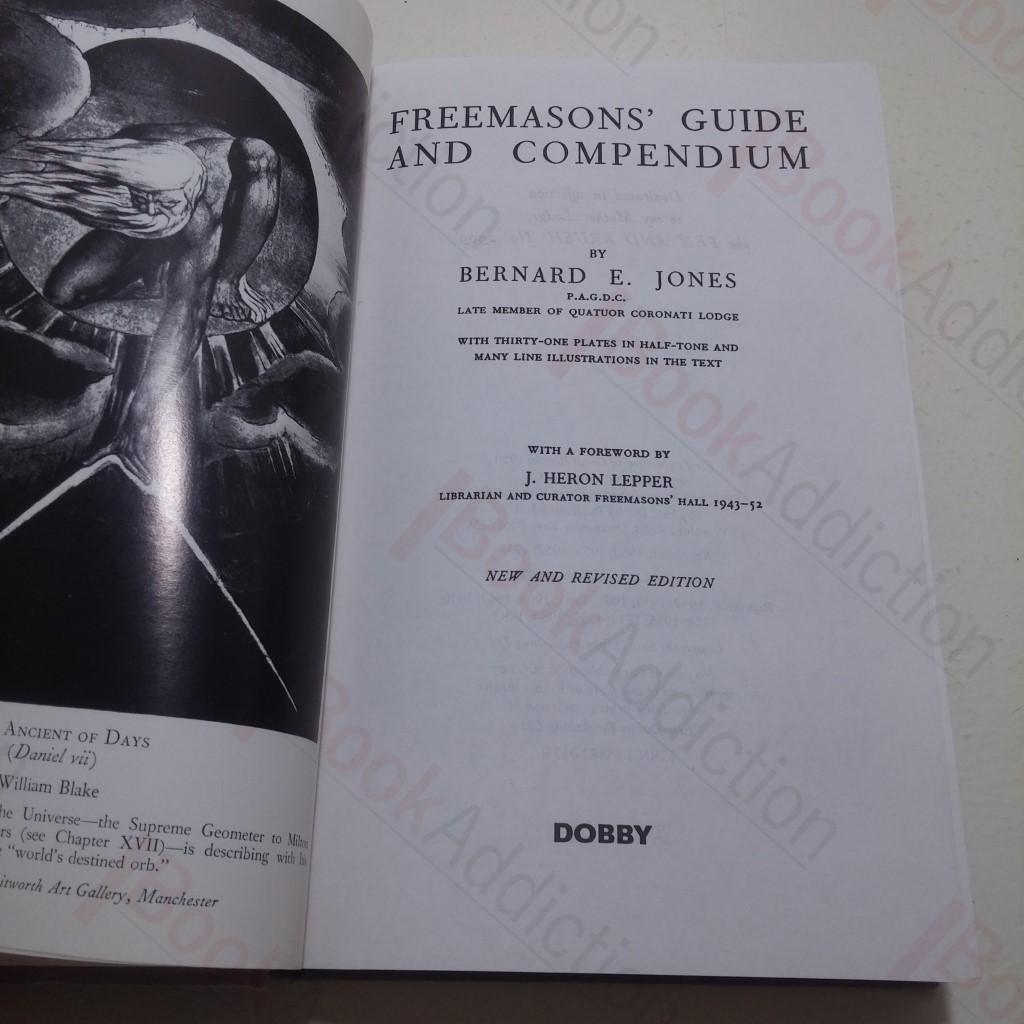 ANCIENT OF DAYS
(Daniel vii)
William Blake
he Universe—the Supreme Geometer to Milton
rs (see Chapter XVII)—is describing with his
"world's destined orb."
itworth Art Gallery, Manchester
FREEMASONS' GUIDE
AND COMPENDIUM
BY
BERNARD E. JONES
P.A.G.D.C.
LATE MEMBER OF QUATUOR CORONATI LODGE
WITH THIRTY-ONE PLATES IN HALF-TONE AND
MANY LINE ILLUSTRATIONS IN THE TEXT
WITH A FOREWORD BY
J. HERON LEPPER
LIBRARIAN AND CURATOR FREEMASONS' HALL 1943–52
NEW AND REVISED EDITION
DOBBY
BookAddiction